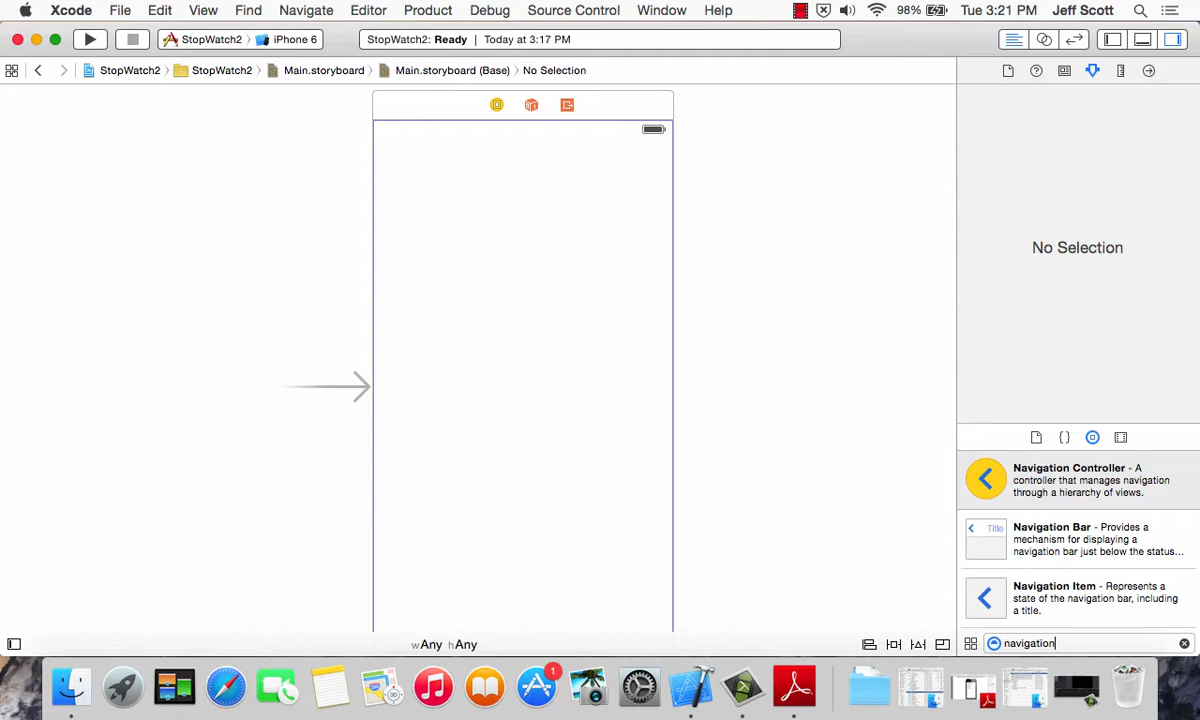 Xcode File Edit View Find Navigate Editor Product Debug Source Control Window Help 98% Tue 3:21 PM Jeff Scott
StopWatch2 iPhone 6 StopWatch2: Ready | Today at 3:17 PM
StopWatch2 StopWatch2 Main.storyboard Main.storyboard (Base) No Selection
No Selection
Navigation Controller - A
controller that manages navigation
through a hierarchy of views.
Title
Navigation Bar - Provides a
mechanism for displaying a
navigation bar just below the status...
Navigation Item - Represents a
state of the navigation bar, including
a title.
wAny hAny
navigation
1